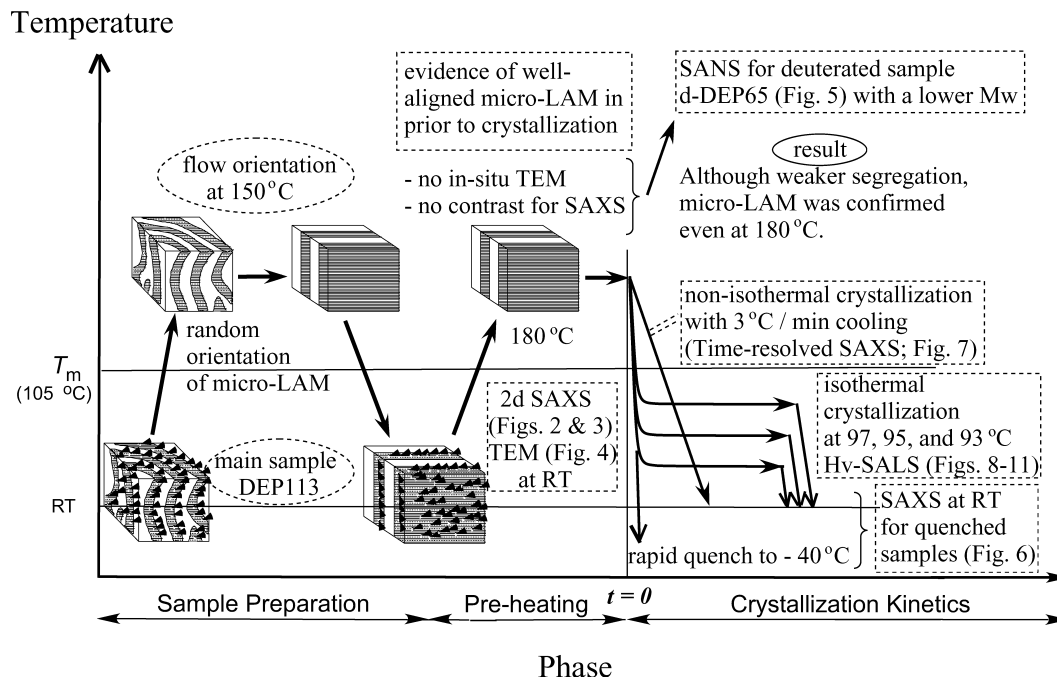 Temperature
evidence of well-
aligned micro-LAM in
prior to crystallization
- no in-situ TEM
- no contrast for SAXS
SANS for deuterated sample
d-DEP65 (Fig. 5) with a lower Mw
result
Although weaker segregation,
micro-LAM was confirmed
even at 180 °C.
flow orientation
at 150°C
random
orientation
of micro-LAM
180 °C
non-isothermal crystallization
with 3 °C / min cooling
(Time-resolved SAXS; Fig. 7)
Tm
(105 °C)
main sample
DEP113
2d SAXS
(Figs. 2 & 3)
TEM (Fig. 4)
at RT
isothermal
crystallization
at 97, 95, and 93 °C
Hv-SALS (Figs. 8-11)
RT
SAXS at RT
for quenched
samples (Fig. 6)
rapid quench to - 40 °C
Sample Preparation
Pre-heating
t = 0
Crystallization Kinetics
Phase